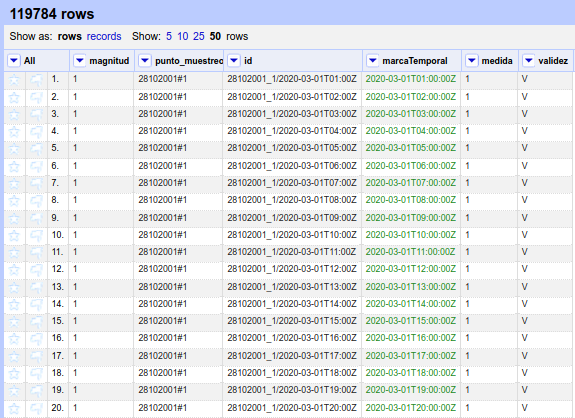 119784 rows
Show as: rows records Show: 5 10 25 50 rows
All magnitud punto_muestreo id marcaTemporal medida validez
1. 1 28102001#1 28102001_1/2020-03-01T01:00Z 2020-03-01T01:00:00Z 1 V
2. 1 28102001#1 28102001_1/2020-03-01T02:00Z 2020-03-01T02:00:00Z 1 V
3. 1 28102001#1 28102001_1/2020-03-01T03:00Z 2020-03-01T03:00:00Z 1 V
4. 1 28102001#1 28102001_1/2020-03-01T04:00Z 2020-03-01T04:00:00Z 1 V
5. 1 28102001#1 28102001_1/2020-03-01T05:00Z 2020-03-01T05:00:00Z 1 V
6. 1 28102001#1 28102001_1/2020-03-01T06:00Z 2020-03-01T06:00:00Z 1 V
7. 1 28102001#1 28102001_1/2020-03-01T07:00Z 2020-03-01T07:00:00Z 1 V
8. 1 28102001#1 28102001_1/2020-03-01T08:00Z 2020-03-01T08:00:00Z 1 V
9. 1 28102001#1 28102001_1/2020-03-01T09:00Z 2020-03-01T09:00:00Z 1 V
10. 1 28102001#1 28102001_1/2020-03-01T10:00Z 2020-03-01T10:00:00Z 1 V
11. 1 28102001#1 28102001_1/2020-03-01T11:00Z 2020-03-01T11:00:00Z 1 V
12. 1 28102001#1 28102001_1/2020-03-01T12:00Z 2020-03-01T12:00:00Z 1 V
13. 1 28102001#1 28102001_1/2020-03-01T13:00Z 2020-03-01T13:00:00Z 1 V
14. 1 28102001#1 28102001_1/2020-03-01T14:00Z 2020-03-01T14:00:00Z 1 V
15. 1 28102001#1 28102001_1/2020-03-01T15:00Z 2020-03-01T15:00:00Z 1 V
16. 1 28102001#1 28102001_1/2020-03-01T16:00Z 2020-03-01T16:00:00Z 1 V
17. 1 28102001#1 28102001_1/2020-03-01T17:00Z 2020-03-01T17:00:00Z 1 V
18. 1 28102001#1 28102001_1/2020-03-01T18:00Z 2020-03-01T18:00:00Z 1 V
19. 1 28102001#1 28102001_1/2020-03-01T19:00Z 2020-03-01T19:00:00Z 1 V
20. 1 28102001#1 28102001_1/2020-03-01T20:00Z 2020-03-01T20:00:00Z 1 V